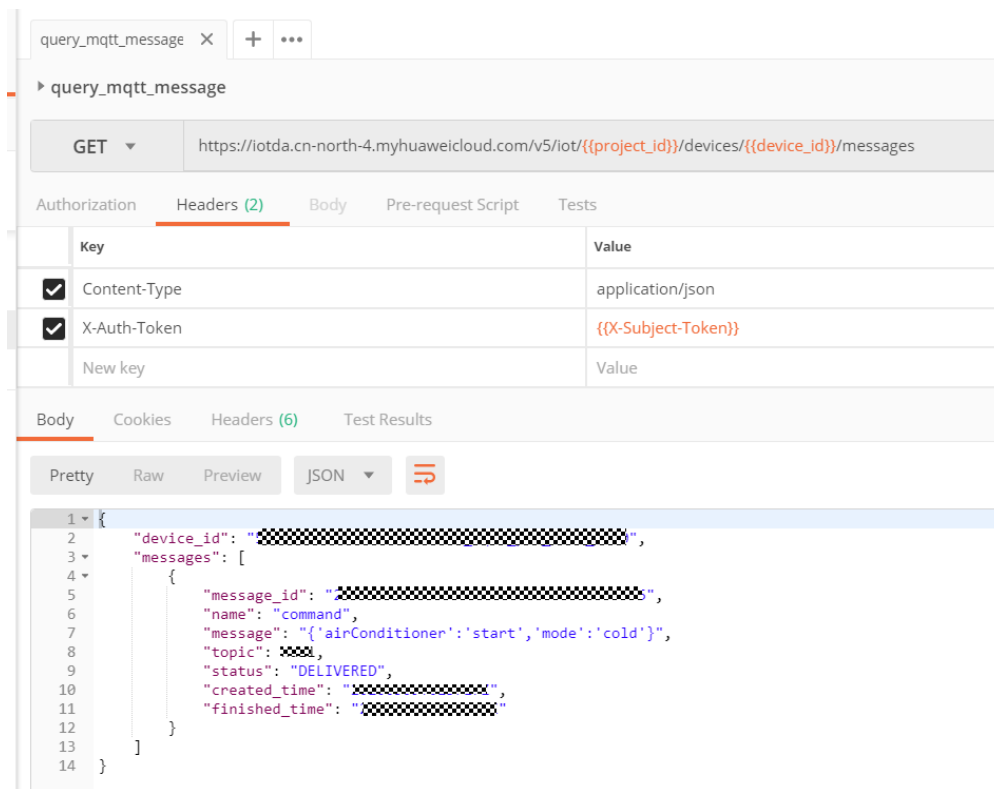 query_mqtt_message
query_mqtt_message
GET https://iotda.cn-north-4.myhuaweicloud.com/v5/iot/{{project_id}}/devices/{{device_id}}/messages
Authorization Headers (2) Body Pre-request Script Tests
Key Value
Content-Type application/json
X-Auth-Token {{X-Subject-Token}}
New key Value
Body Cookies Headers (6) Test Results
Pretty Raw Preview JSON
1 {
2 "device_id": "",
3 "messages": [
4 {
5 "message_id": "",
6 "name": "command",
7 "message": "{'airConditioner':'start','mode':'cold'}",
8 "topic": ,
9 "status": "DELIVERED",
10 "created_time": "",
11 "finished_time": ""
12 }
13 ]
14 }